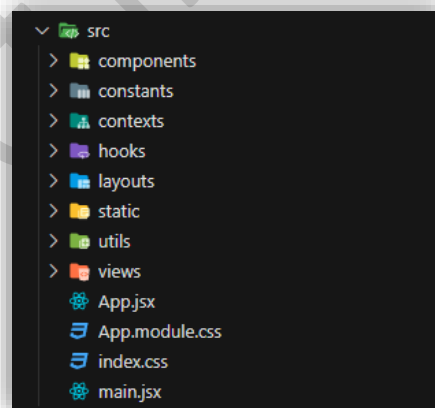 src
components
constants
contexts
hooks
layouts
static
utils
views
App.jsx
App.module.css
index.css
main.jsx